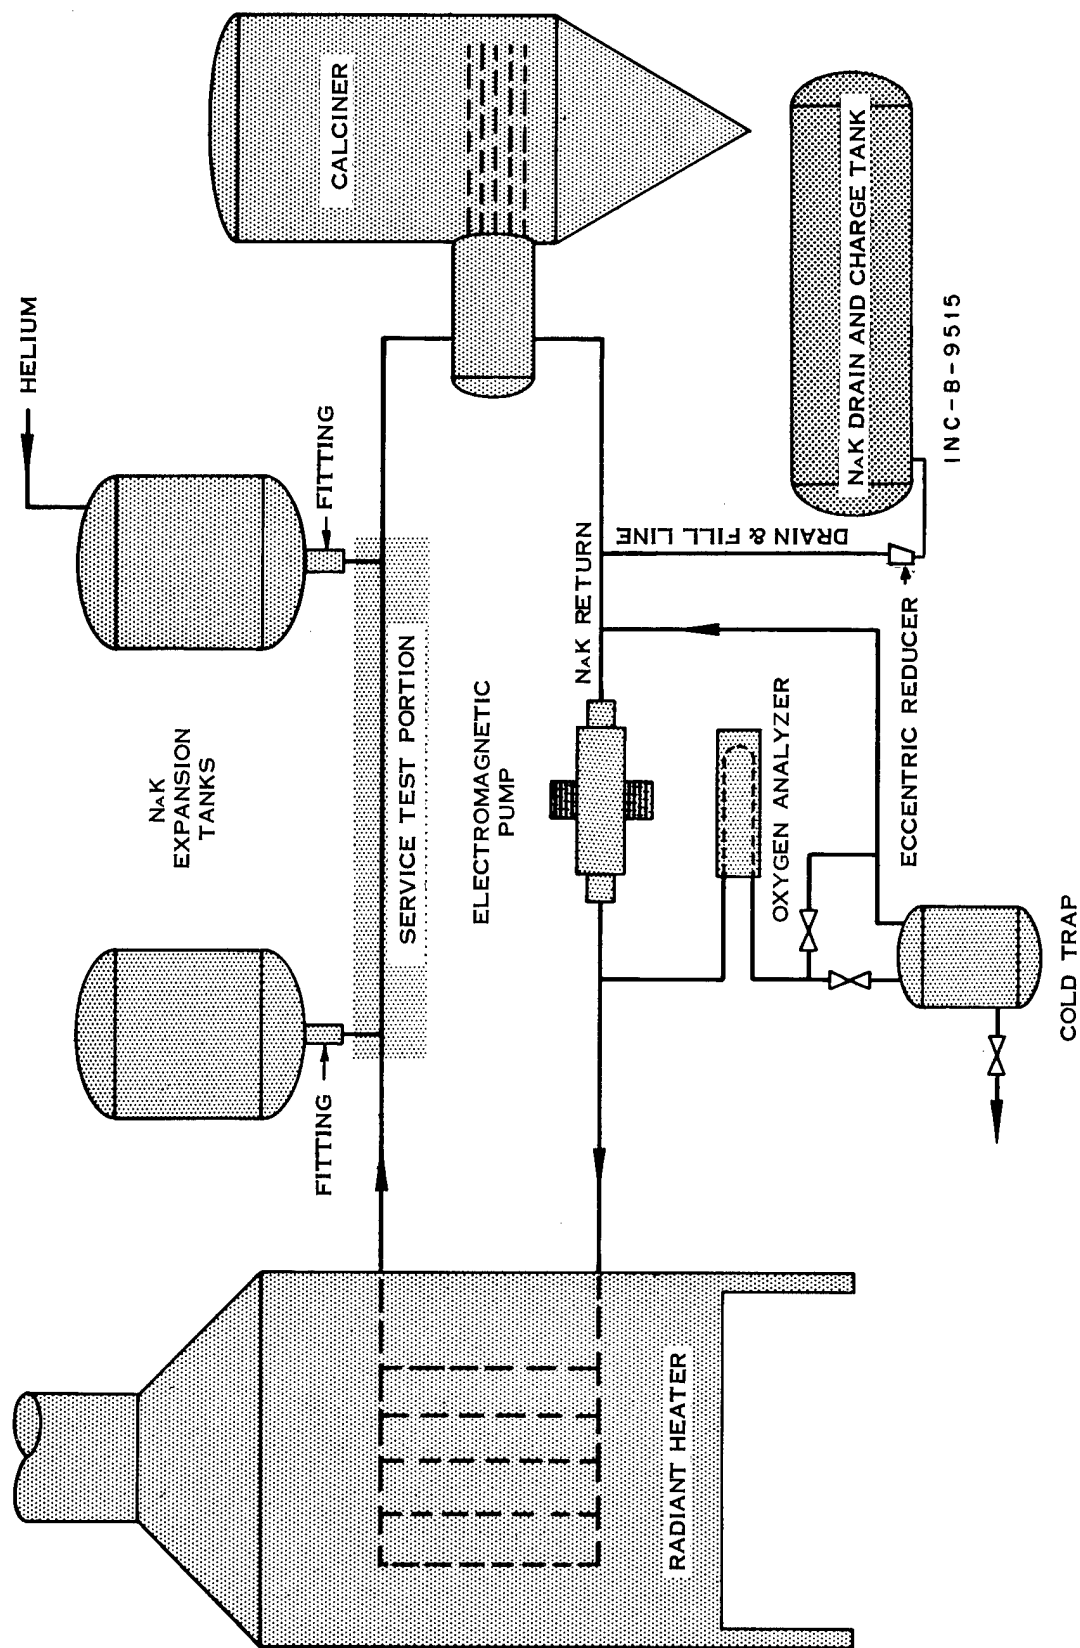 HELIUM
CALCINER
FITTING
NAK
EXPANSION
TANKS
FITTING
SERVICE TEST PORTION
ELECTROMAGNETIC
PUMP
NAK RETURN
DRAIN & FILL LINE
NAK DRAIN AND CHARGE TANK
OXYGEN ANALYZER
ECCENTRIC REDUCER
RADIANT HEATER
COLD TRAP
INC-B-9515